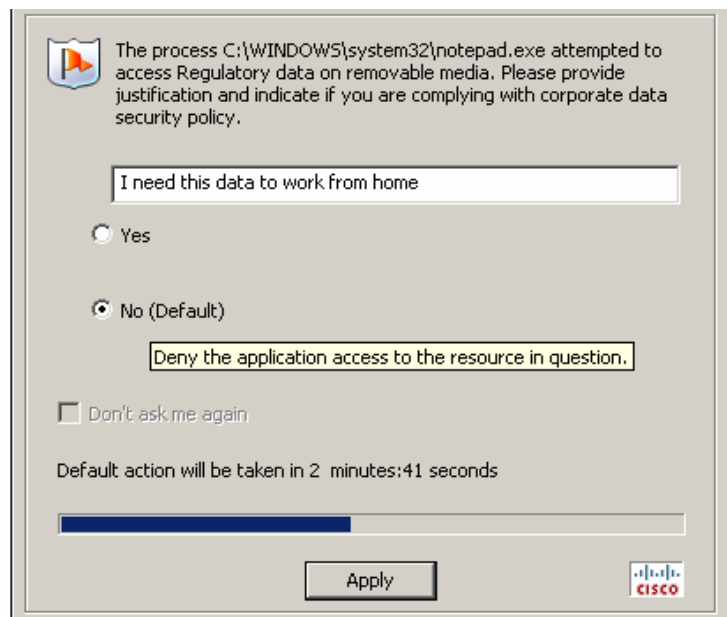 The process C:\WINDOWS\system32\notepad.exe attempted to
access Regulatory data on removable media. Please provide
justification and indicate if you are complying with corporate data
security policy.
I need this data to work from home
Yes
No (Default)
Deny the application access to the resource in question.
Don't ask me again
Default action will be taken in 2 minutes:41 seconds
Apply
CISCO